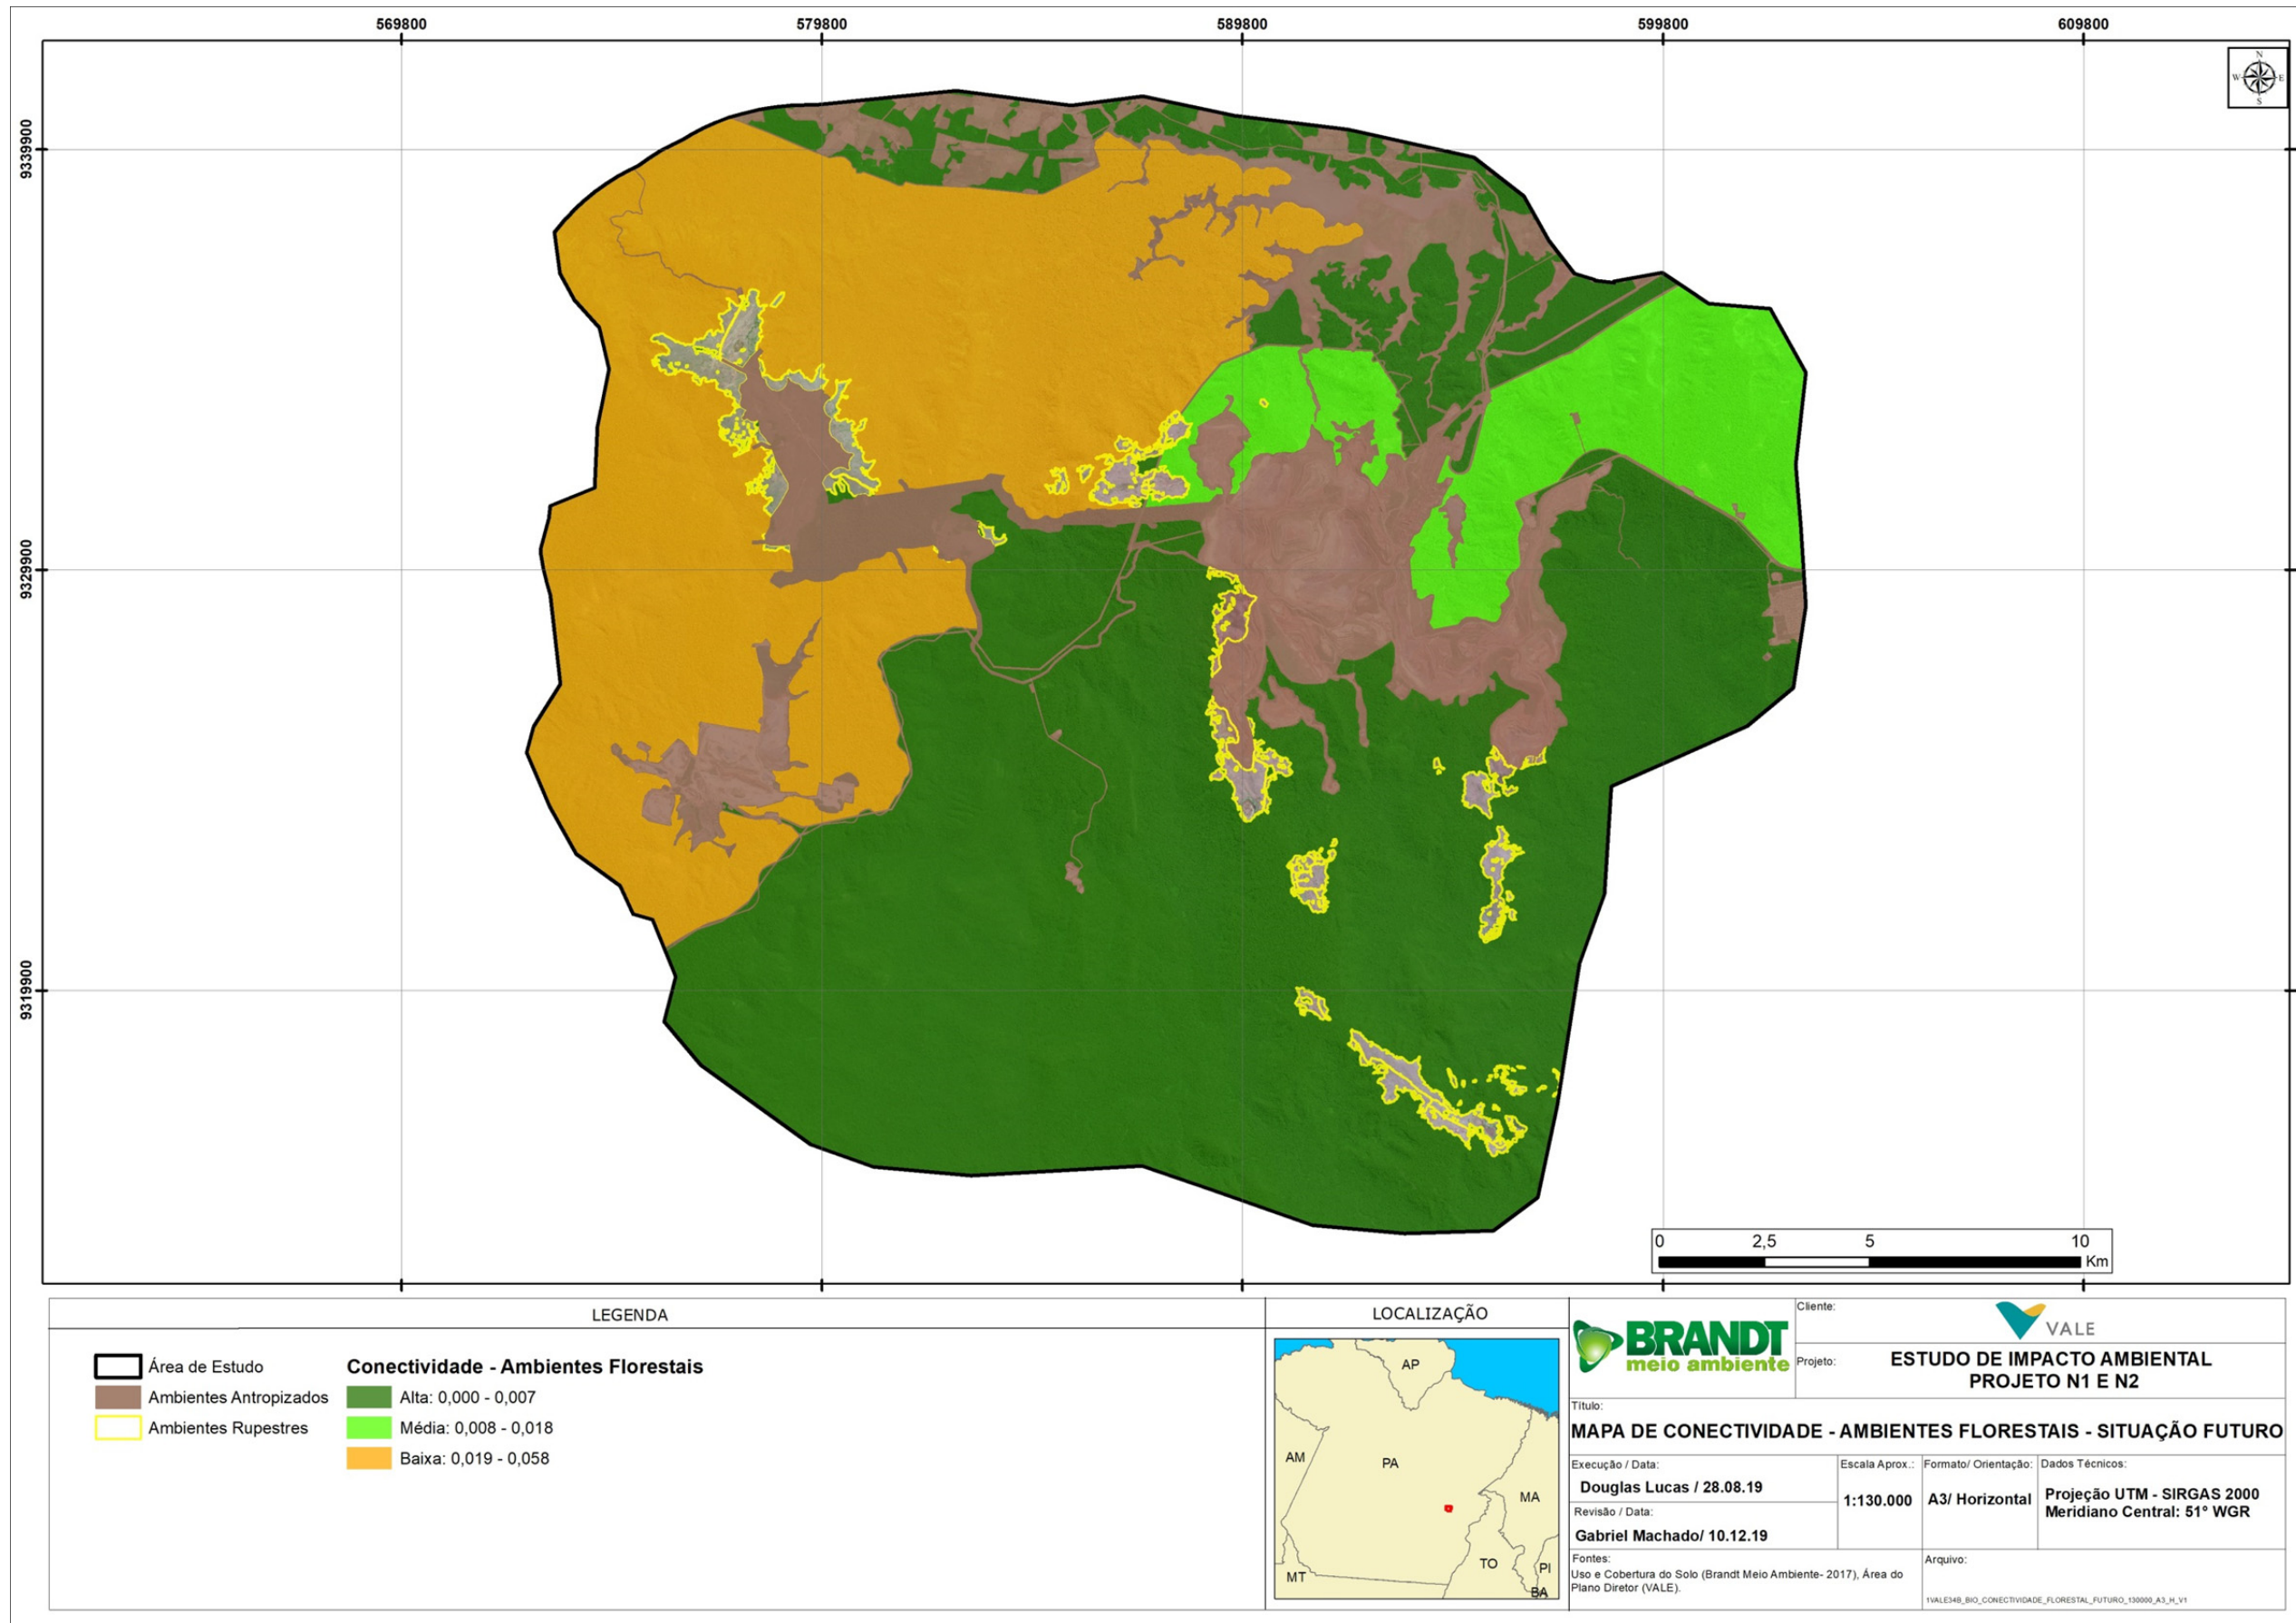 569800
579800
589800
599800
609800
N
W
E
S
9339900
9329900
9319900
0
2,5
5
10
Km
LEGENDA
Área de Estudo
Ambientes Antropizados
Ambientes Rupestres
Conectividade - Ambientes Florestais
Alta: 0,000 - 0,007
Média: 0,008 - 0,018
Baixa: 0,019 - 0,058
LOCALIZAÇÃO
AP
AM
PA
MA
TO
PI
MT
BA
BRANDT
meio ambiente
Cliente:
VALE
Projeto:
ESTUDO DE IMPACTO AMBIENTAL
PROJETO N1 E N2
Título:
MAPA DE CONECTIVIDADE - AMBIENTES FLORESTAIS - SITUAÇÃO FUTURO
Execução / Data:
Douglas Lucas / 28.08.19
Revisão / Data:
Gabriel Machado/ 10.12.19
Escala Aprox.:
1:130.000
Formato/ Orientação:
A3/ Horizontal
Dados Técnicos:
Projeção UTM - SIRGAS 2000
Meridiano Central: 51° WGR
Fontes:
Uso e Cobertura do Solo (Brandt Meio Ambiente- 2017), Área do
Plano Diretor (VALE).
Arquivo:
1VALE34B_BIO_CONECTIVIDADE_FLORESTAL_FUTURO_130000_A3_H_V1